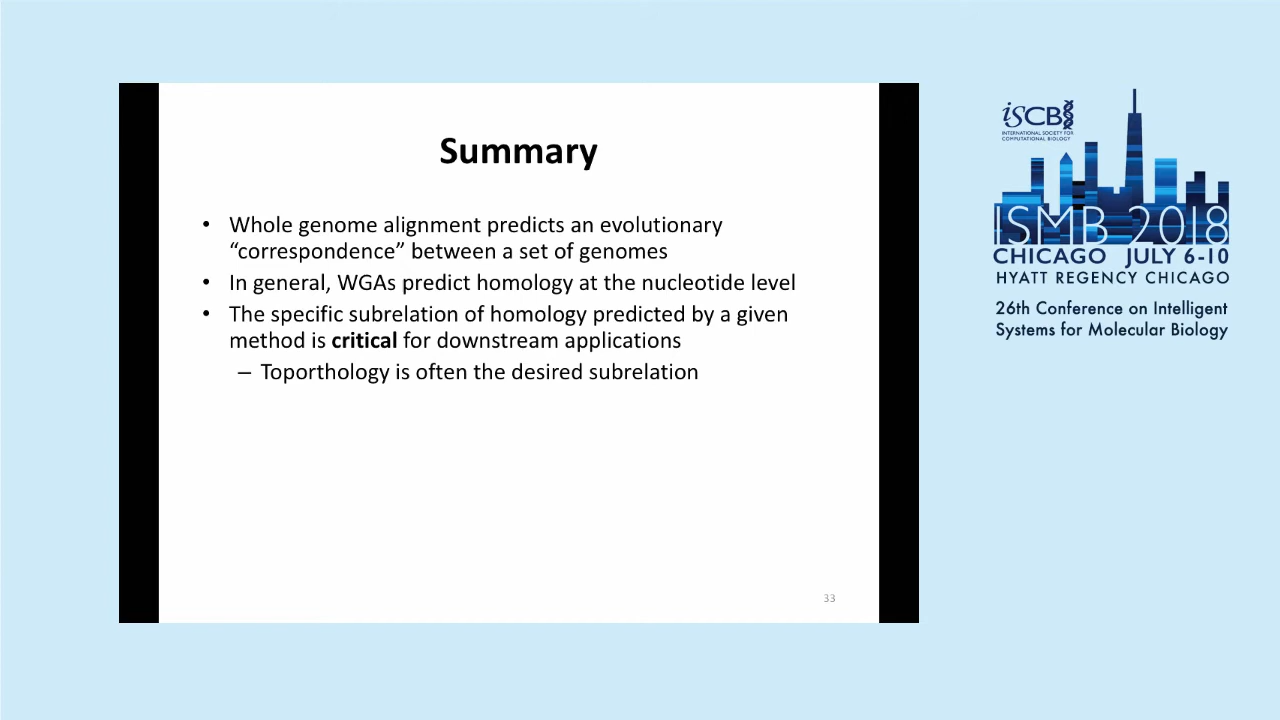 Summary
• Whole genome alignment predicts an evolutionary
“correspondence” between a set of genomes
• In general, WGAs predict homology at the nucleotide level
• The specific subrelation of homology predicted by a given
method is critical for downstream applications
– Toporthology is often the desired subrelation
33
iSCB
INTERNATIONAL SOCIETY FOR
COMPUTATIONAL BIOLOGY
ISMB 2018
CHICAGO JULY 6-10
HYATT REGENCY CHICAGO
26th Conference on Intelligent
Systems for Molecular Biology